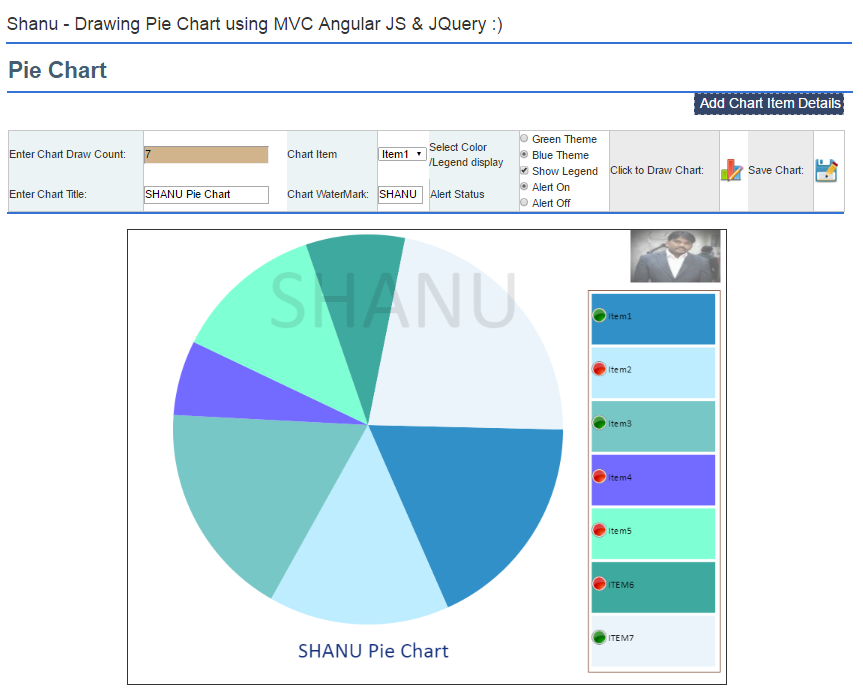 Shanu - Drawing Pie Chart using MVC Angular JS & JQuery :)
Pie Chart
Add Chart Item Details
Enter Chart Draw Count:
7
Chart Item
Item1
Select Color
/Legend display
Green Theme
Blue Theme
Show Legend
Click to Draw Chart:
Save Chart:
Enter Chart Title:
SHANU Pie Chart
Chart WaterMark:
SHANU
Alert Status
Alert On
Alert Off
SHANU
Item1
Item2
Item3
Item4
Item5
ITEM6
ITEM7
SHANU Pie Chart